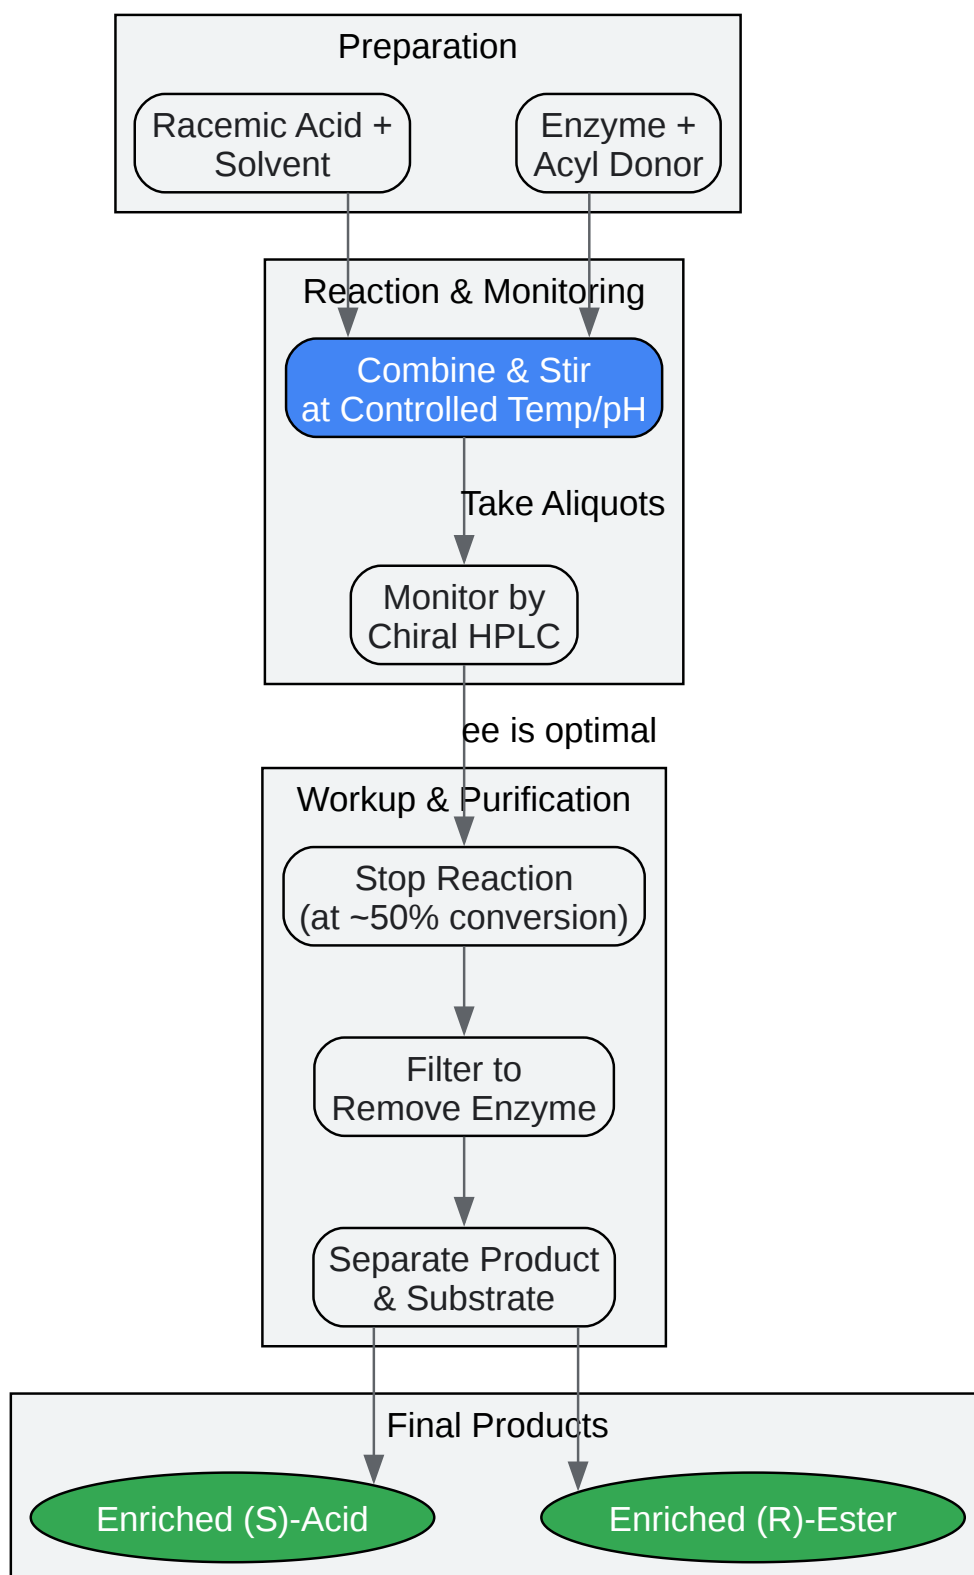 Preparation
Racemic Acid +
Solvent
Enzyme +
Acyl Donor
Reaction & Monitoring
Combine & Stir
at Controlled Temp/pH
Take Aliquots
Monitor by
Chiral HPLC
ee is optimal
Workup & Purification
Stop Reaction
(at ~50% conversion)
Filter to
Remove Enzyme
Separate Product
& Substrate
Final Products
Enriched (S)-Acid
Enriched (R)-Ester